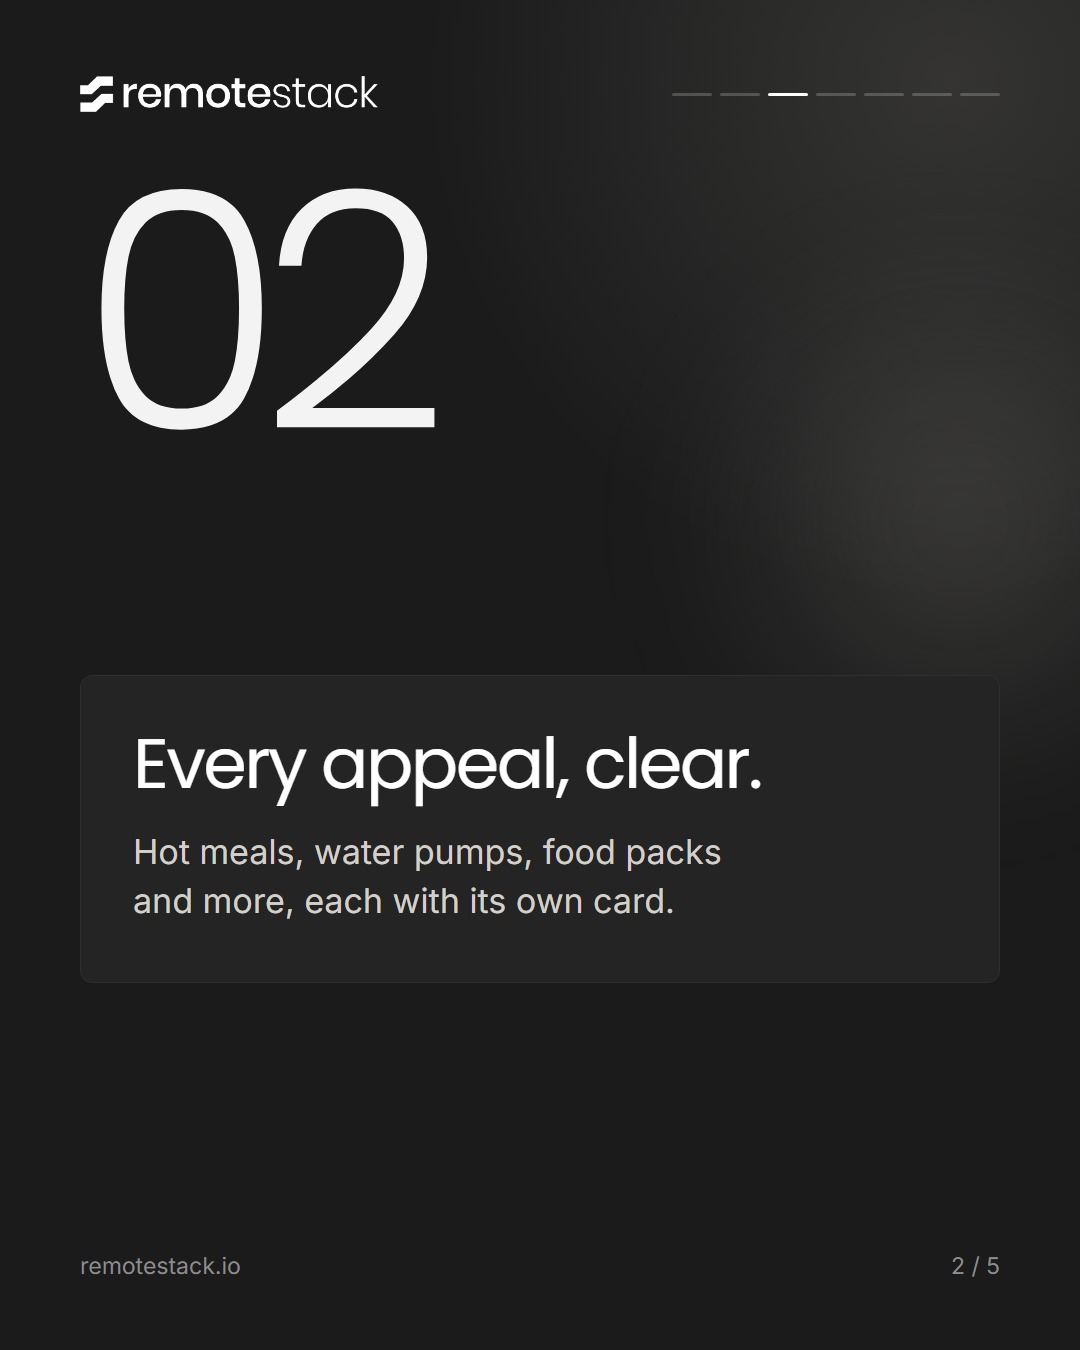 remotestack
02
Every appeal, clear.
Hot meals, water pumps, food packs
and more, each with its own card.
remotestack.io
2 / 5